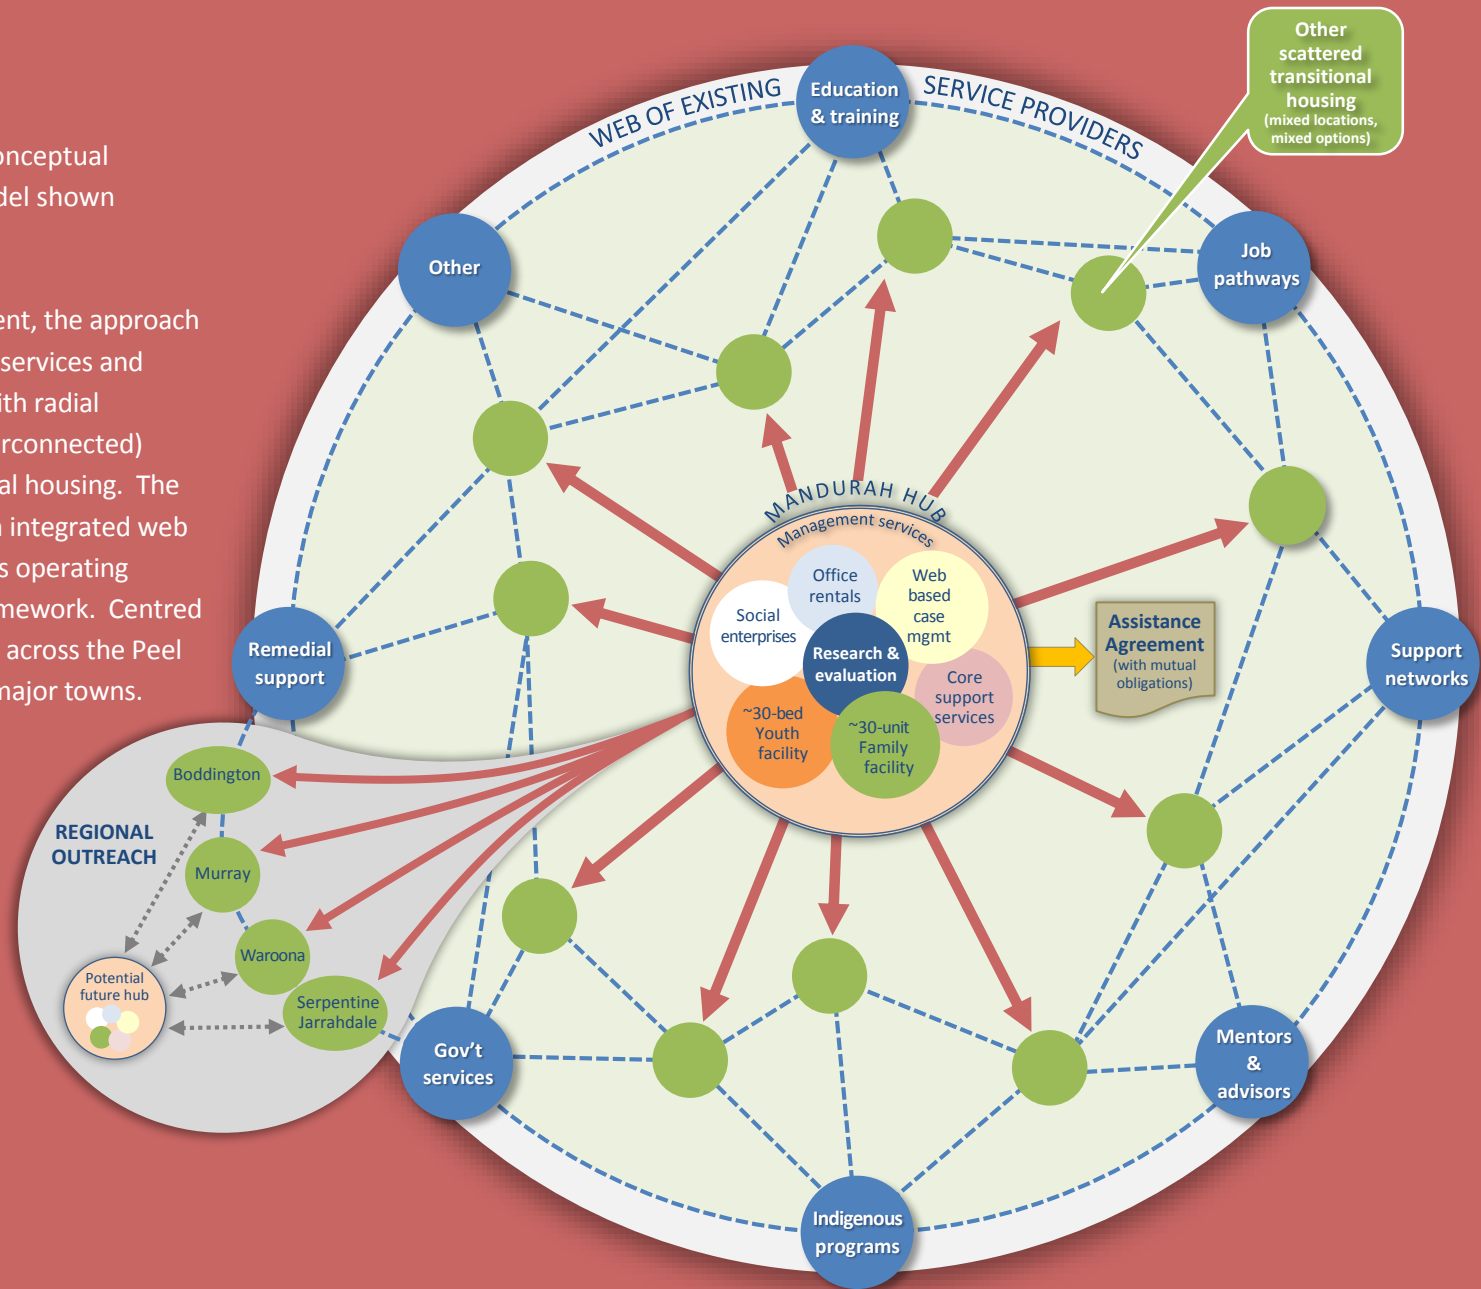 onceptual
del shown
ent, the approach
services and
ith radial
erconnected)
al housing.  The
n integrated web
s operating
mework.  Centred
across the Peel
major towns.
WEB OF EXISTING
SERVICE PROVIDERS
Education
& training
Other
scattered
transitional
housing
(mixed locations,
mixed options)
Other
Job
pathways
MANDURAH HUB
Management services
Office
rentals
Web
based
case
mgmt
Social
enterprises
Research &
evaluation
Core
support
services
~30-bed
Youth
facility
~30-unit
Family
facility
Assistance
Agreement
(with mutual
obligations)
Remedial
support
Support
networks
REGIONAL
OUTREACH
Boddington
Murray
Waroona
Serpentine
Jarrahdale
Potential
future hub
Gov't
services
Mentors
&
advisors
Indigenous
programs